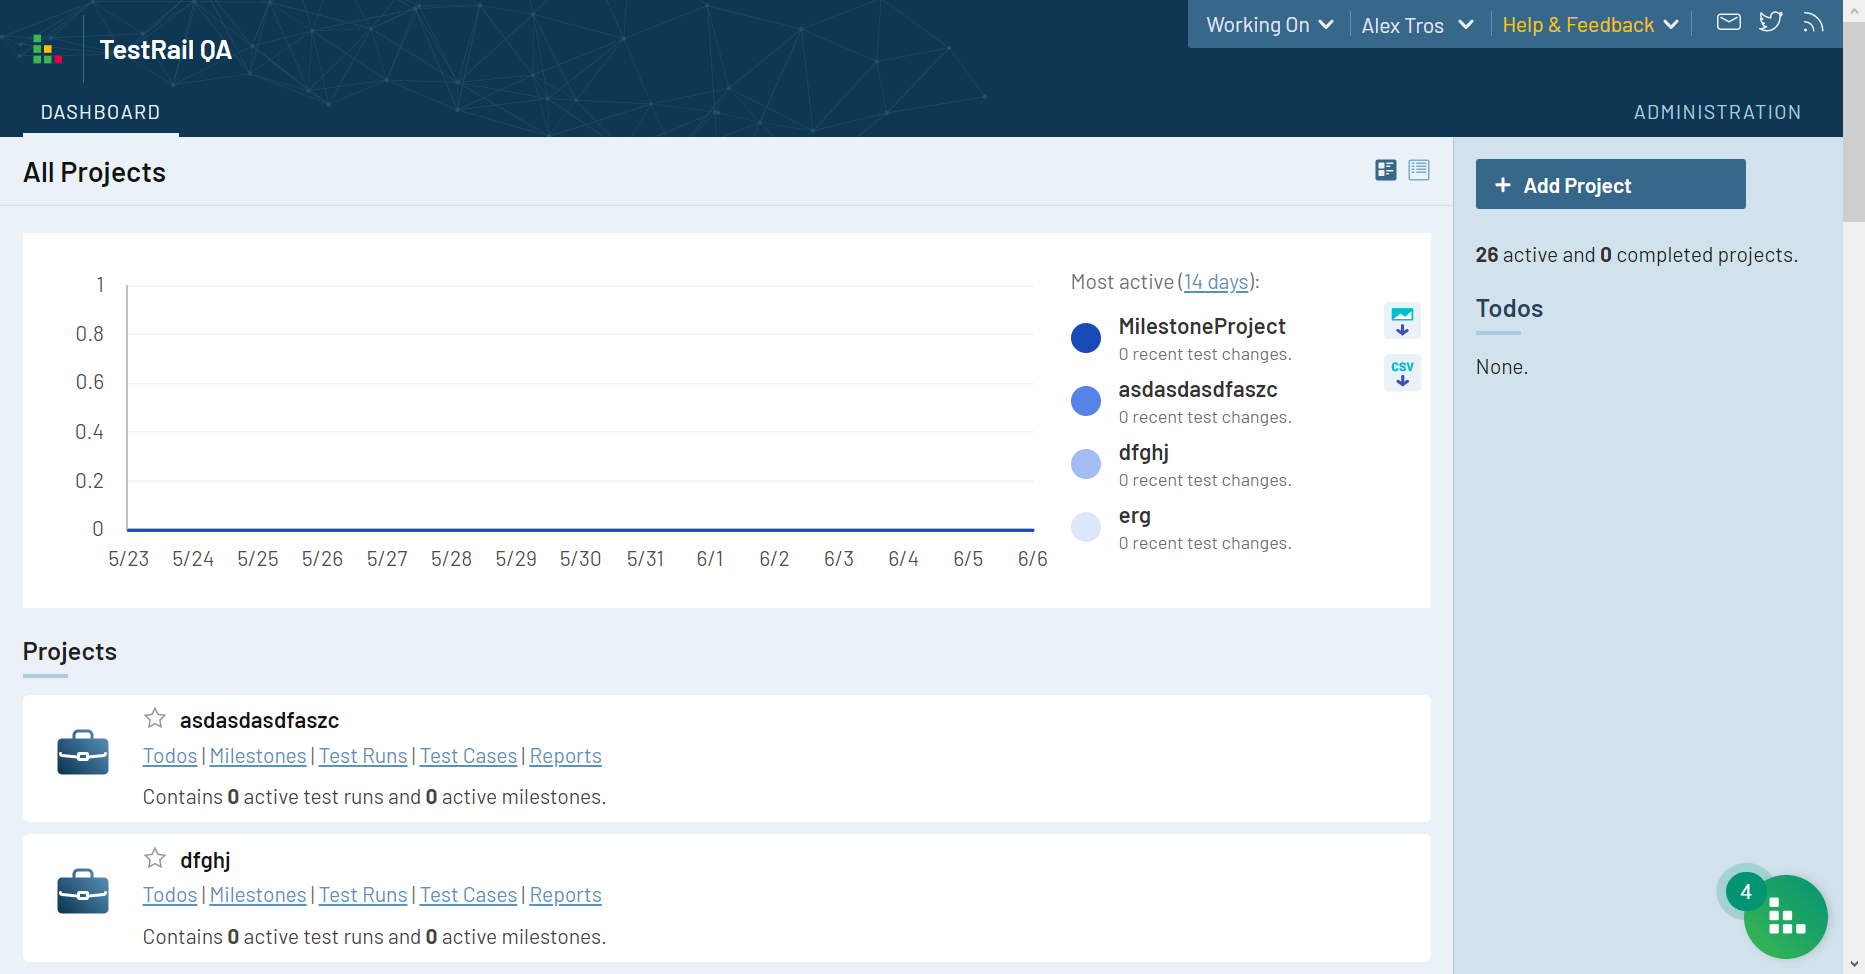 Working On
Alex Tros
Help & Feedback
TestRail QA
DASHBOARD
ADMINISTRATION
All Projects
Add Project
26 active and 0 completed projects.
Todos
None.
1
0.8
0.6
0.4
0.2
0
5/23 5/24 5/25 5/26 5/27 5/28 5/29 5/30 5/31 6/1 6/2 6/3 6/4 6/5 6/6
Most active (14 days):
MilestoneProject
0 recent test changes.
asdasdasdfaszc
0 recent test changes.
dfghj
0 recent test changes.
erg
0 recent test changes.
CSV
Projects
asdasdasdfaszc
Todos | Milestones | Test Runs | Test Cases | Reports
Contains 0 active test runs and 0 active milestones.
dfghj
Todos | Milestones | Test Runs | Test Cases | Reports
Contains 0 active test runs and 0 active milestones.
4